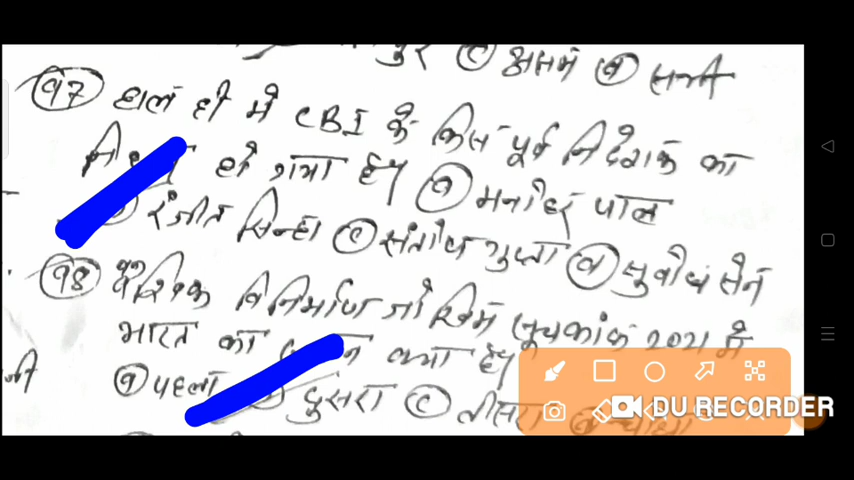 पुर (C) असम (D) सभी
(97) हाल ही मे CBI के किस पूर्व निदेशक का
हो गया है। (a) मनोहर पाल
रंजीत सिन्हा (C) संतोष गुप्ता (d) सुबोध सेन
(98) वैश्विक विनिर्माण जोखिम सूचकांक 2021 मे
भारत का क्या है।
(a) पहला दुसरा (C) तीसरा
DU RECORDER